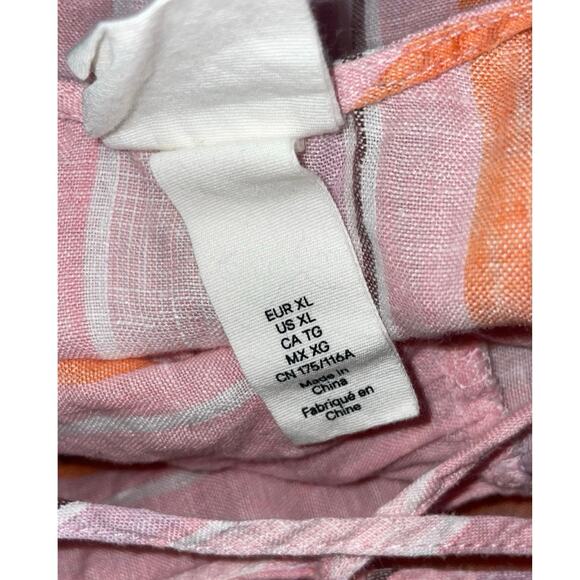 EUR XL
US XL
CA TG
MX XG
CN 175/116A
Made in
China
Fabriqué en
Chine